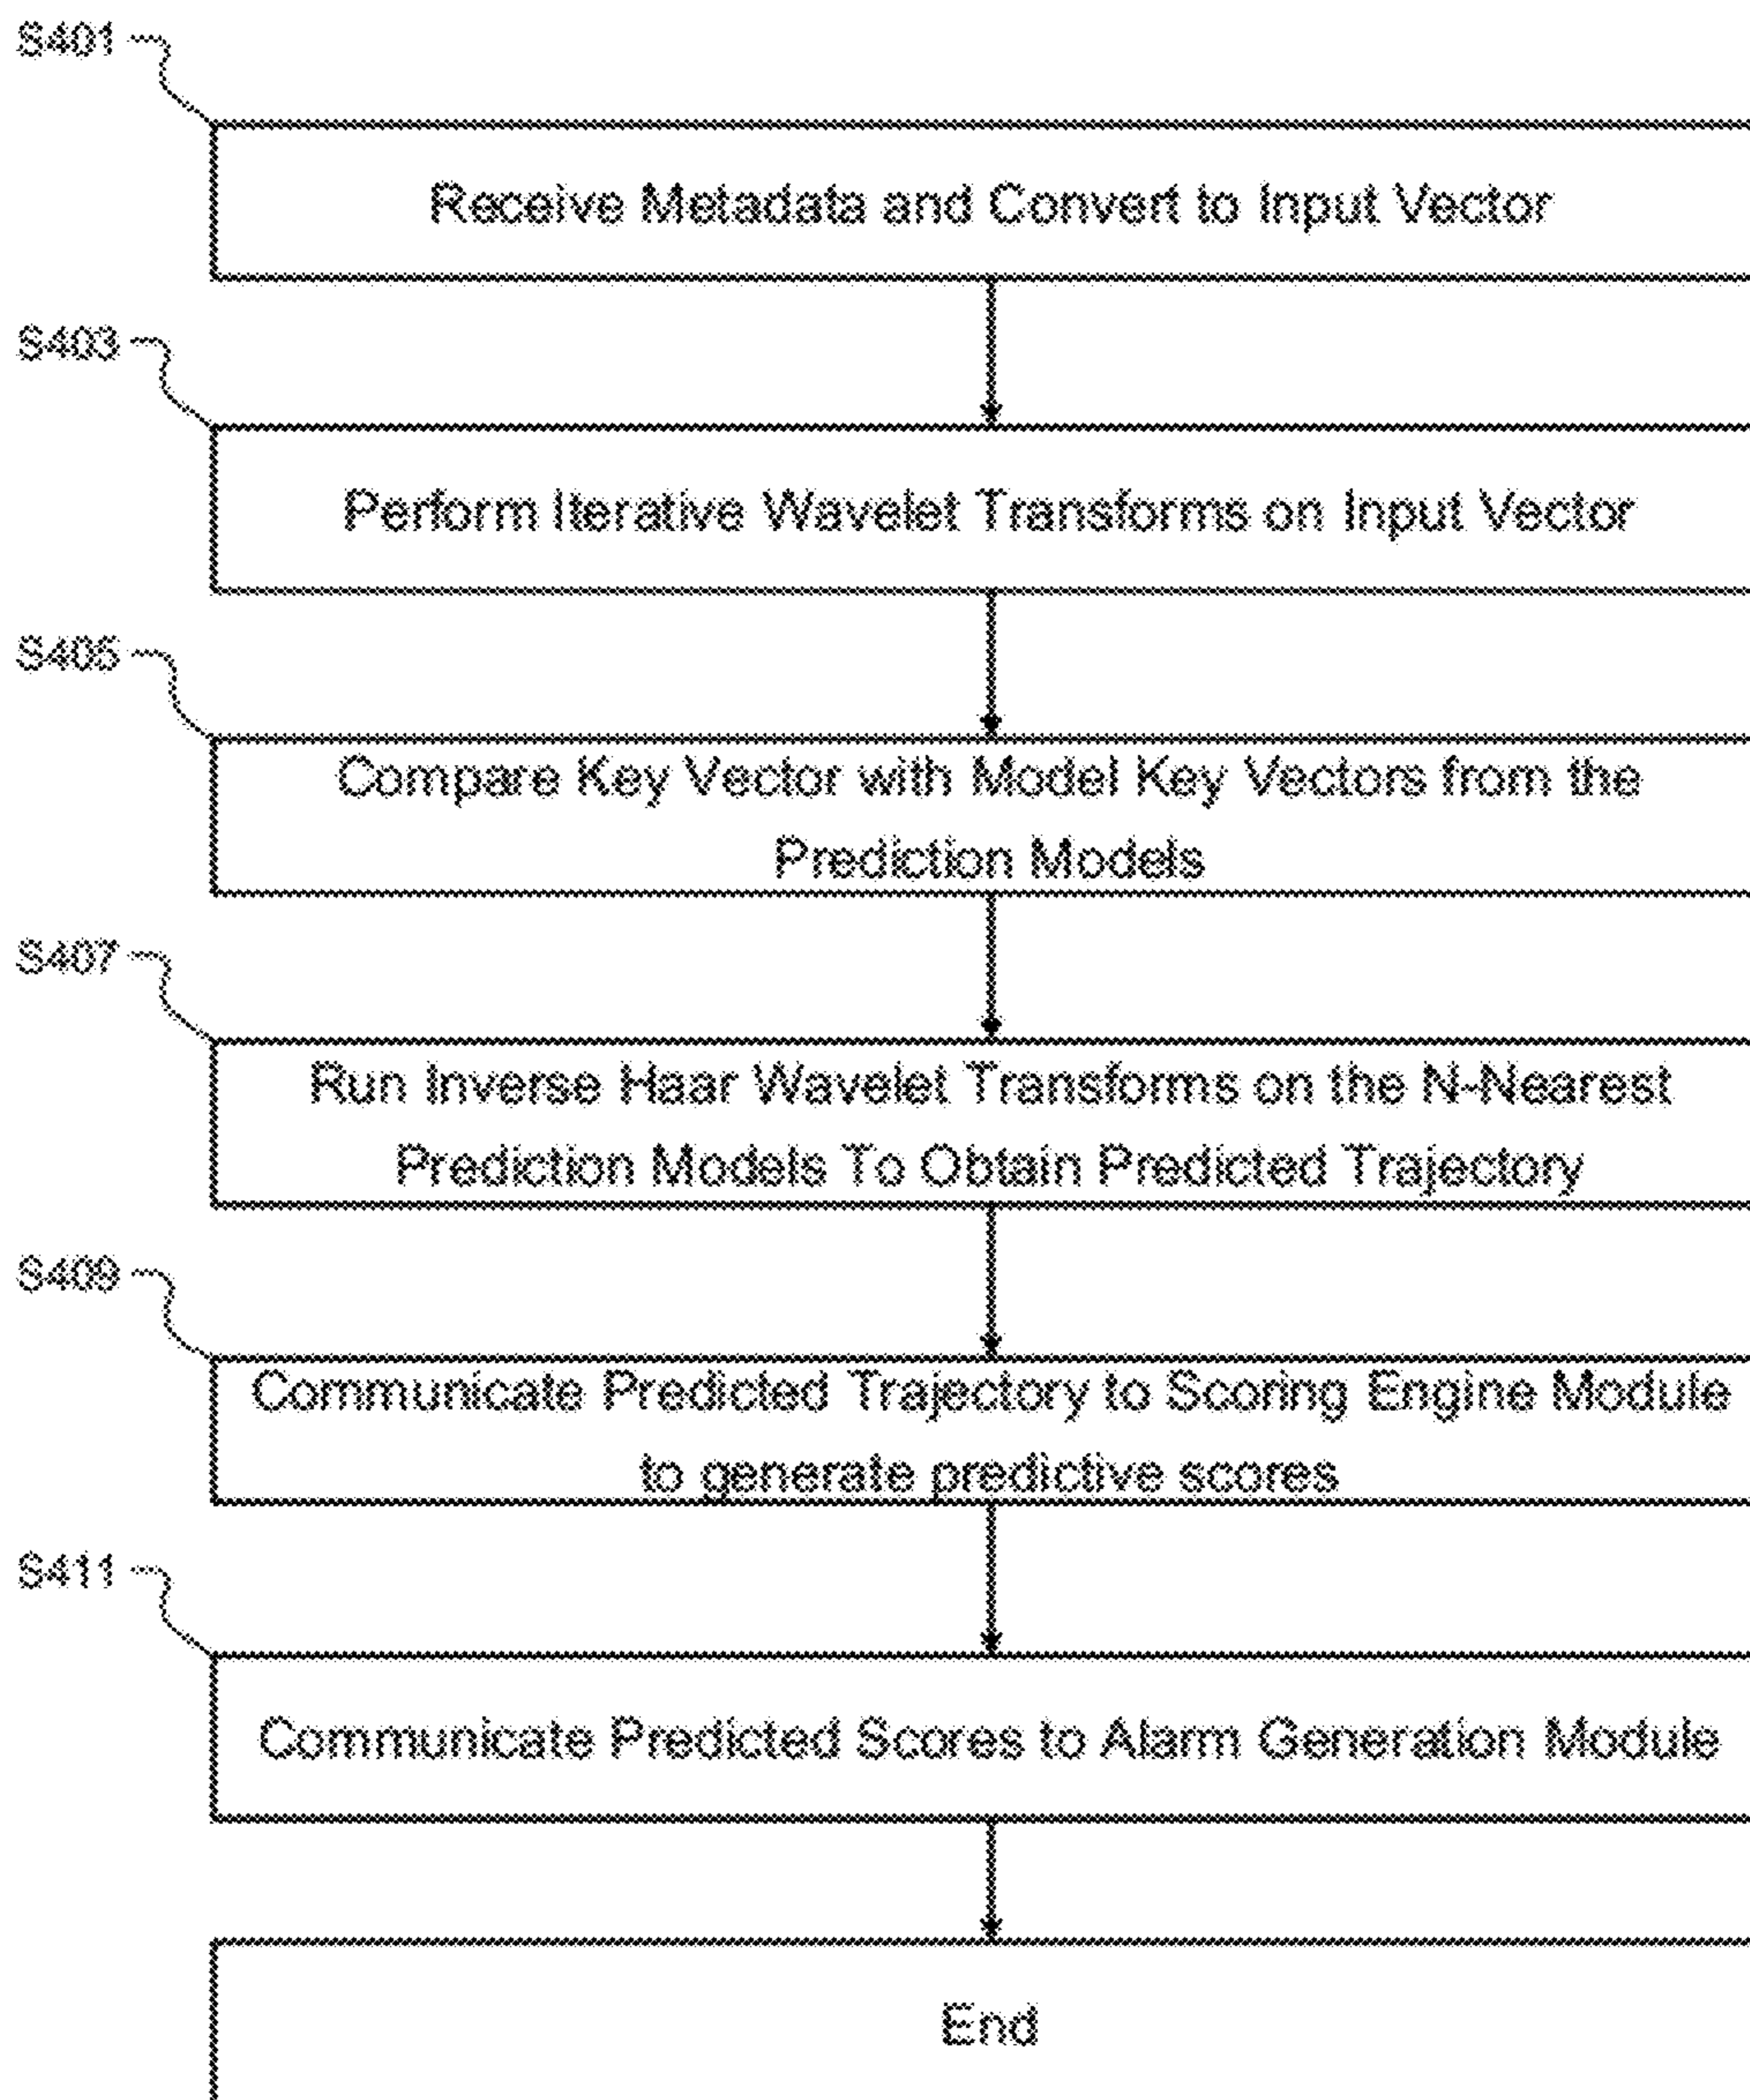 S401
Receive Metadata and Convert to Input Vector
S403
Perform Iterative Wavelet Transforms on Input Vector
S405
Compare Key Vector with Model Key Vectors from the
Prediction Models
S407
Run Inverse Haar Wavelet Transforms on the N-Nearest
Prediction Models To Obtain Predicted Trajectory
S409
Communicate Predicted Trajectory to Scoring Engine Module
to generate predictive scores
S411
Communicate Predicted Scores to Alarm Generation Module
End